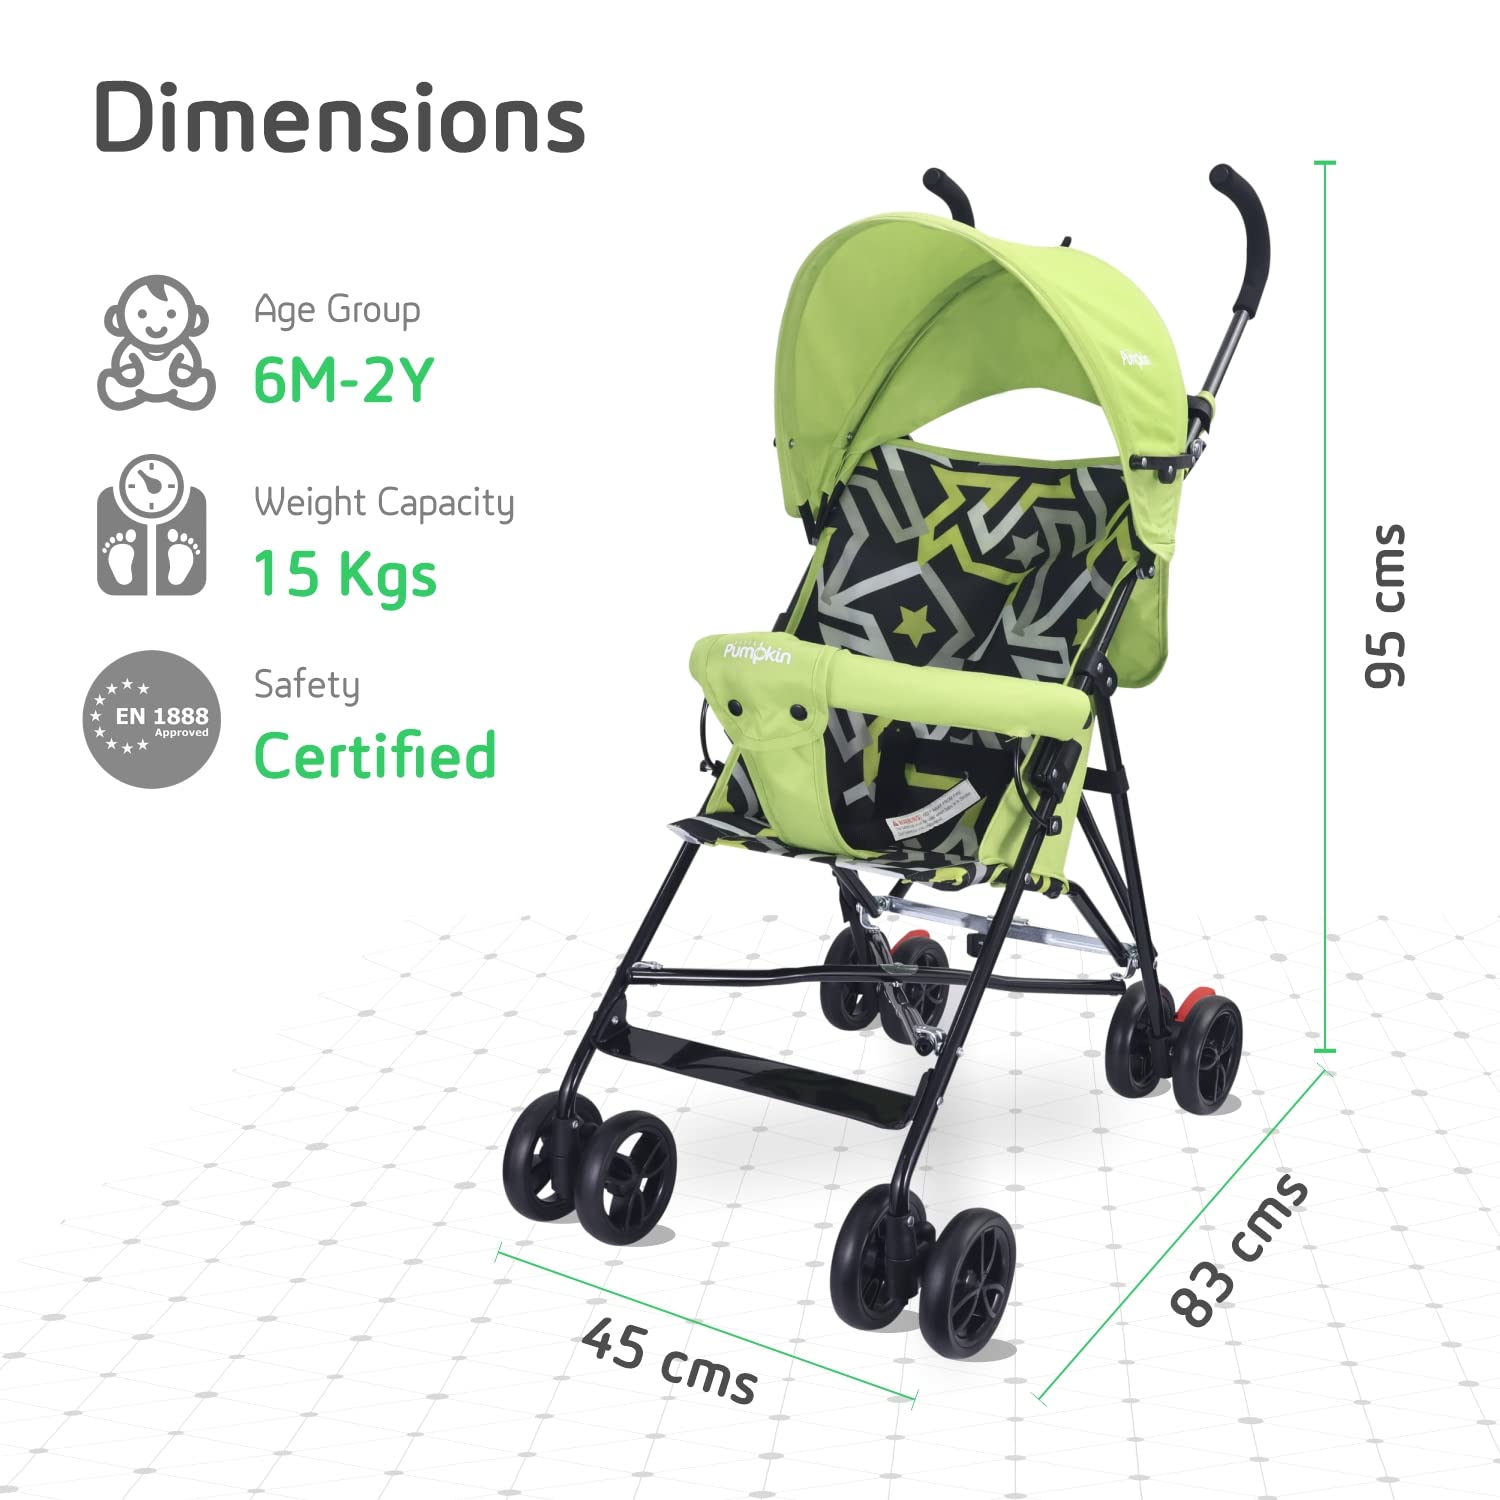 Dimensions
Age Group
6M-2Y
Weight Capacity
15 Kgs
EN 1888
Approved
Safety
Certified
Pumpkin
Pumpkin
WARNING:
95 cms
83 cms
45 cms